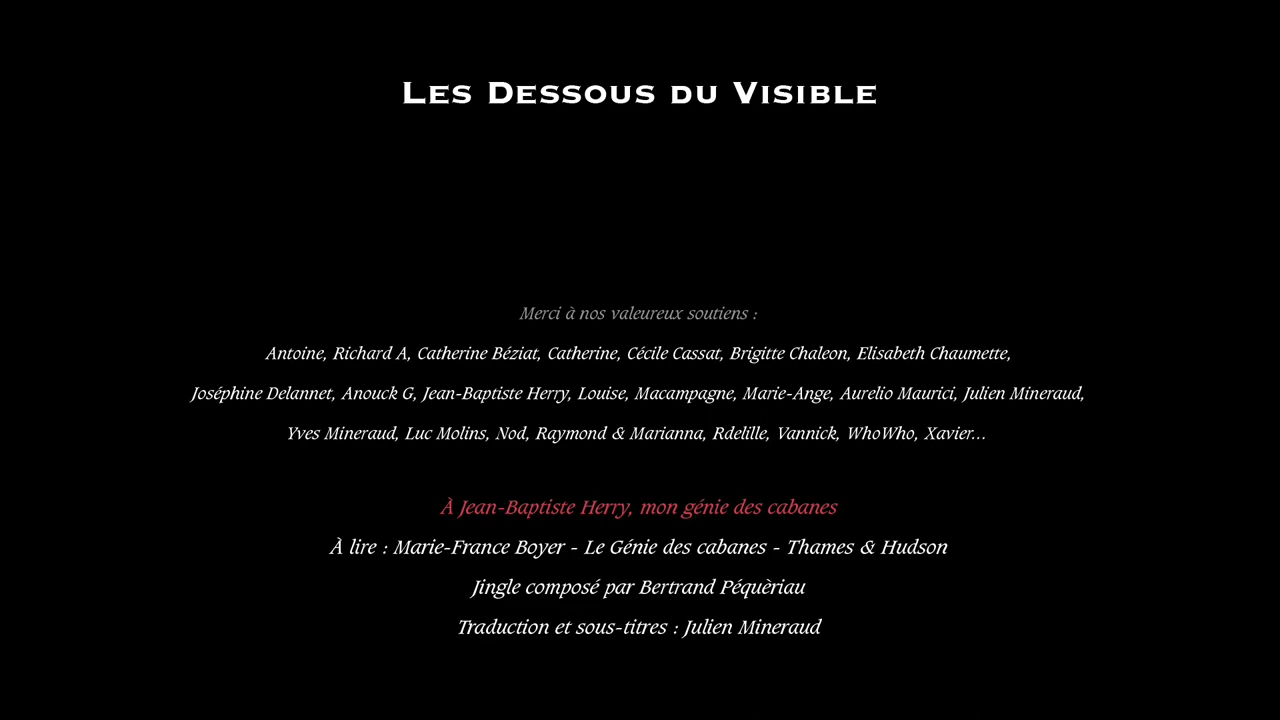 Les Dessous du Visible
Merci à nos valeureux soutiens :
Antoine, Richard A, Catherine Béziat, Catherine, Cécile Cassat, Brigitte Chaleon, Elisabeth Chaumette,
Joséphine Delannet, Anouck G, Jean-Baptiste Herry, Louise, Macampagne, Marie-Ange, Aurelio Maurici, Julien Mineraud,
Yves Mineraud, Luc Molins, Nod, Raymond & Marianna, Rdelille, Vannick, WhoWho, Xavier...
À Jean-Baptiste Herry, mon génie des cabanes
À lire : Marie-France Boyer - Le Génie des cabanes - Thames & Hudson
Jingle composé par Bertrand Péquèriau
Traduction et sous-titres : Julien Mineraud